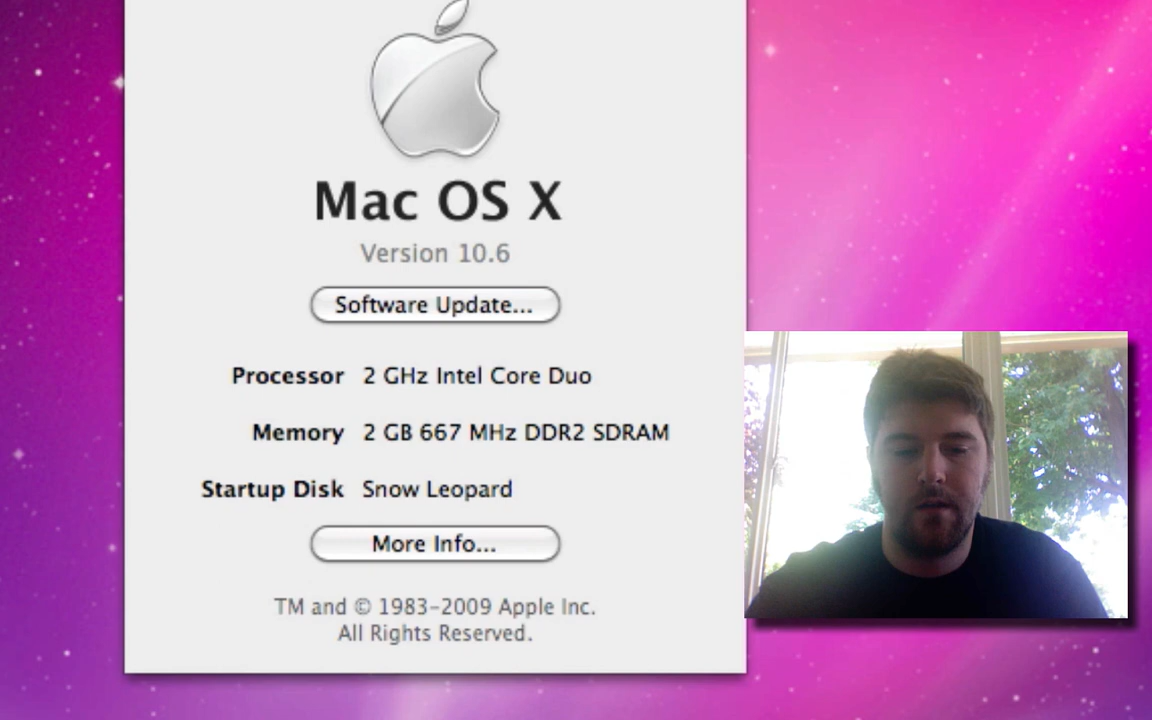 Mac OS X
Version 10.6
Software Update...
Processor 2 GHz Intel Core Duo
Memory 2 GB 667 MHz DDR2 SDRAM
Startup Disk Snow Leopard
More Info...
TM and © 1983–2009 Apple Inc.
All Rights Reserved.